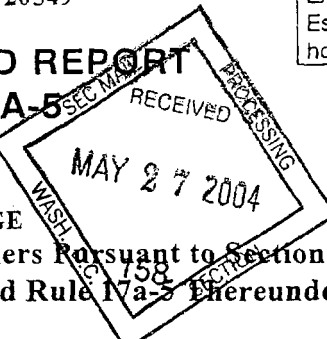 20549
E
Es
ho
D REPORT
A-5
SEC MAIL
PROCESSING
RECEIVED
MAY 27 2004
WASH. D.C.
158
SECTION
GE
ers Pursuant to Section
d Rule 17a-5 Thereunde